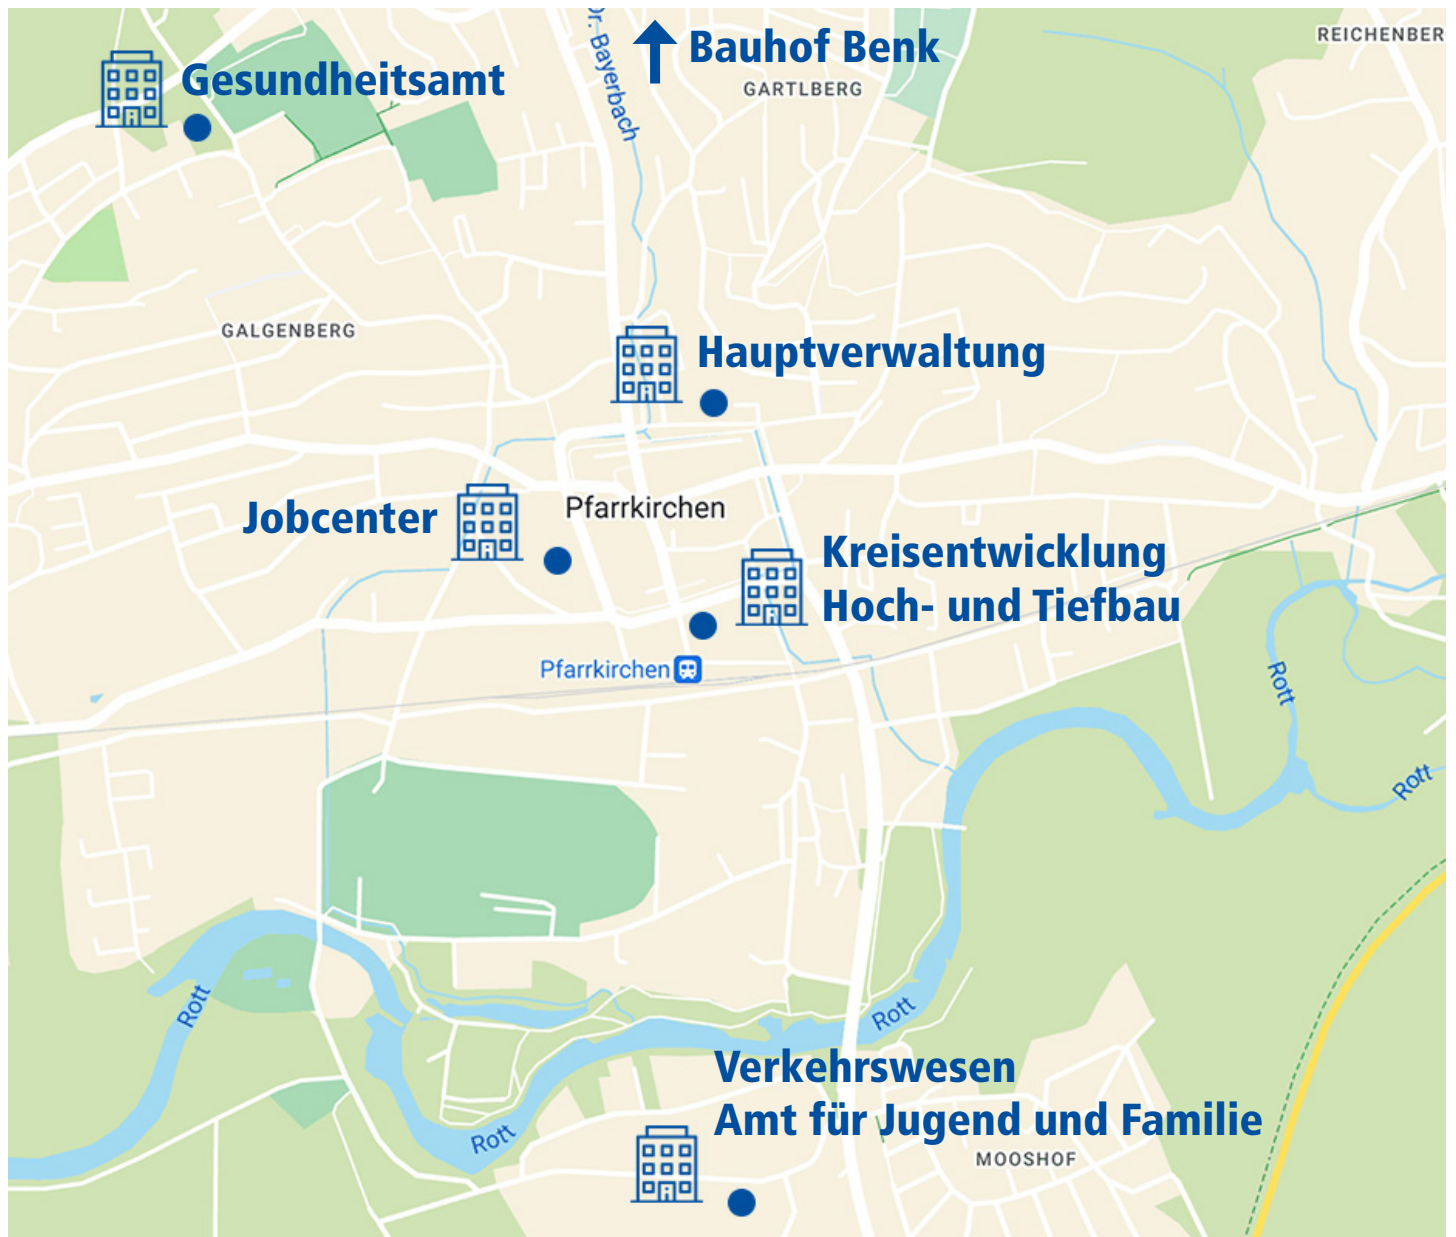 Dr. Bayerbach
Bauhof Benk
REICHENBER
Gesundheitsamt
GARTLBERG
GALGENBERG
Hauptverwaltung
Jobcenter
Pfarrkirchen
Kreisentwicklung
Hoch- und Tiefbau
Pfarrkirchen
Rott
Rott
Rott
Rott
Verkehrswesen
Amt für Jugend und Familie
Rott
MOOSHOF